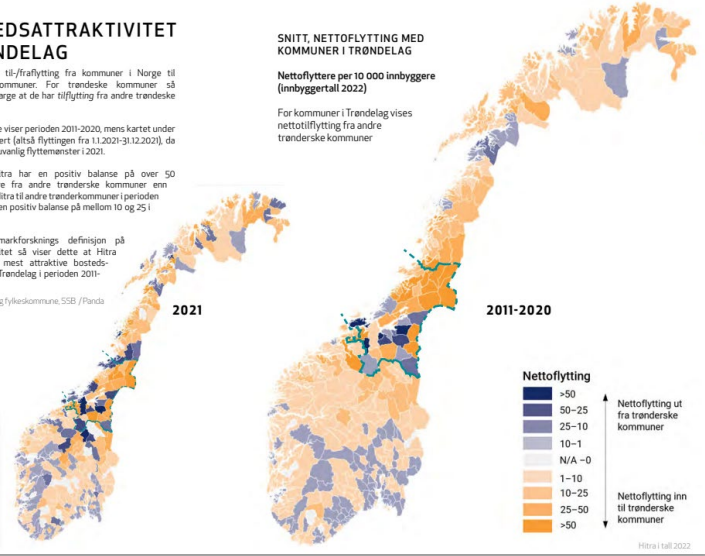 EDSATTRAKTIVITET
NDELAG
til-/fraflytting fra kommuner i Norge til
ommuner. For trøndeske kommuner så
arge at de har tilflytting fra andre trøndeske
e viser perioden 2011-2020, mens kartet under
ert (altså flyttingen fra 1.1.2021-31.12.2021), da
uvanlig flyttemønster i 2021.
itra har en positiv balanse på over 50
re fra andre trønderske kommuner enn
Hitra til andre trønderkommuner i perioden
en positiv balanse på mellom 10 og 25 i
markforsknings definisjon på
itet så viser dette at Hitra
mest attraktive bosteds-
Trøndelag i perioden 2011-
g fylkeskommune, SSB / Panda
2021
SNITT, NETTOFLYTTING MED
KOMMUNER I TRØNDELAG
Nettoflyttere per 10 000 innbyggere
(innbyggertall 2022)
For kommuner i Trøndelag vises
nettotilflytting fra andre
trønderske kommuner
2011-2020
Nettoflytting
>50
50–25
25–10
10–1
N/A –0
1–10
10–25
25–50
>50
Nettoflytting ut
fra trønderske
kommuner
Nettoflytting inn
til trønderske
kommuner
Hitra i tall 2022